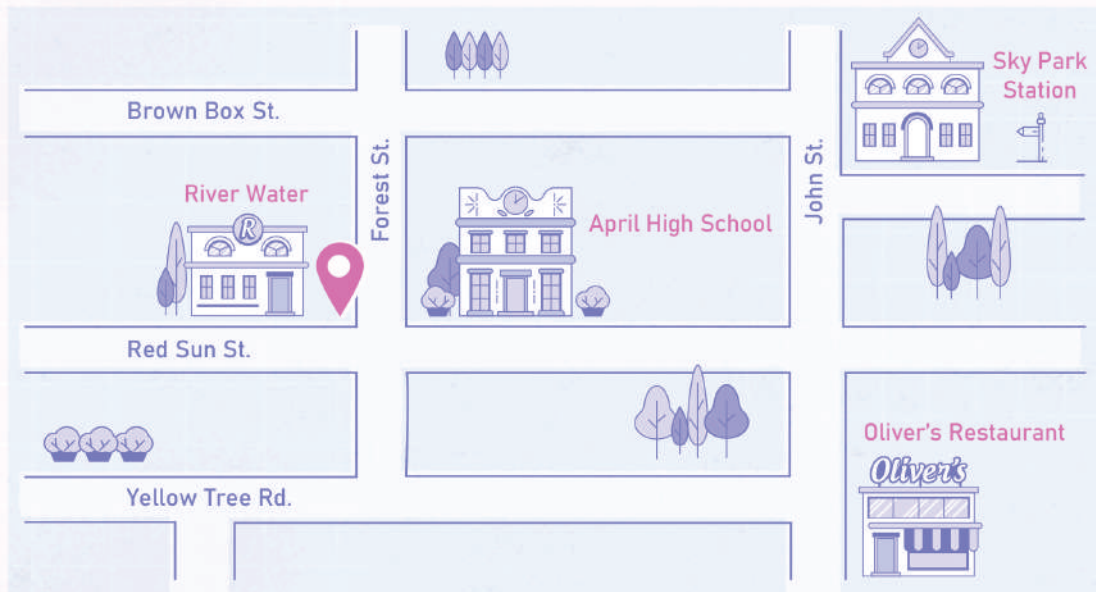 Brown Box St.
Forest St.
John St.
Sky Park
Station
River Water
R
April High School
Red Sun St.
Oliver's Restaurant
Oliver's
Yellow Tree Rd.